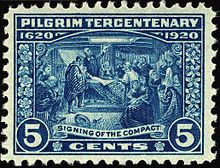 PILGRIM TERCENTENARY
1620 1920
SIGNING OF THE COMPACT
5 CENTS 5